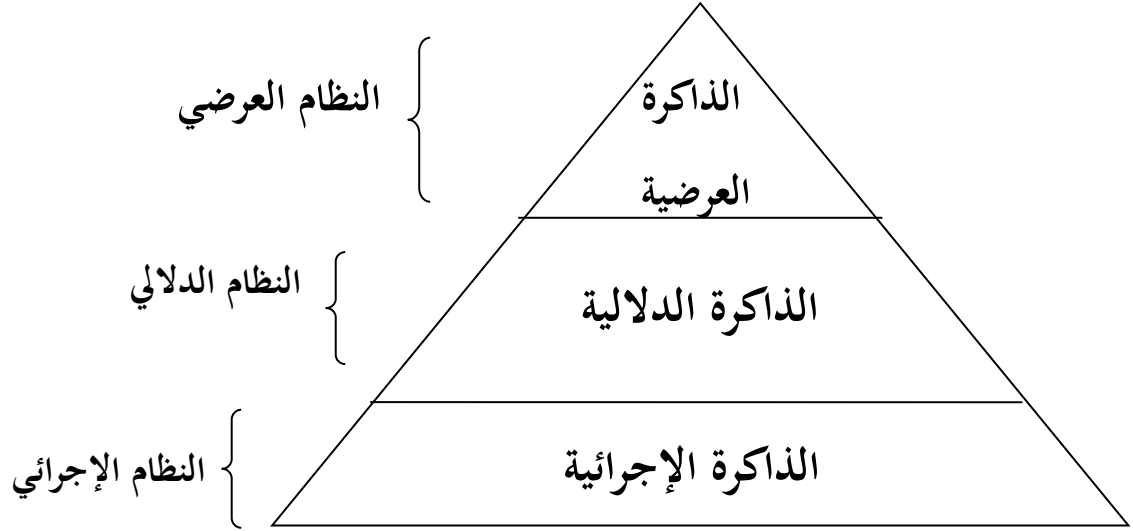 الذاكرة
النظام العرضي
العرضية
الذاكرة الدلالية
النظام الدلالي
الذاكرة الإجرائية
النظام الإجرائي